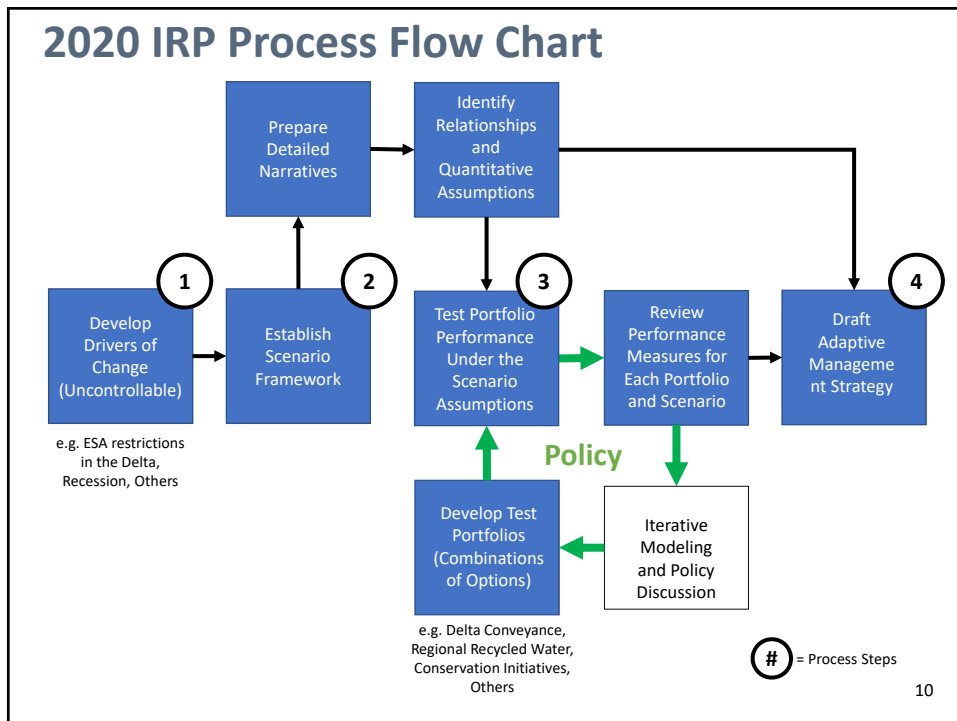 2020 IRP Process Flow Chart
Prepare
Detailed
Narratives
Identify
Relationships
and
Quantitative
Assumptions
1
Develop
Drivers of
Change
(Uncontrollable)
e.g. ESA restrictions
in the Delta,
Recession, Others
2
Establish
Scenario
Framework
3
Test Portfolio
Performance
Under the
Scenario
Assumptions
Review
Performance
Measures for
Each Portfolio
and Scenario
4
Draft
Adaptive
Manageme
nt Strategy
Policy
Develop Test
Portfolios
(Combinations
of Options)
e.g. Delta Conveyance,
Regional Recycled Water,
Conservation Initiatives,
Others
Iterative
Modeling
and Policy
Discussion
# = Process Steps
10